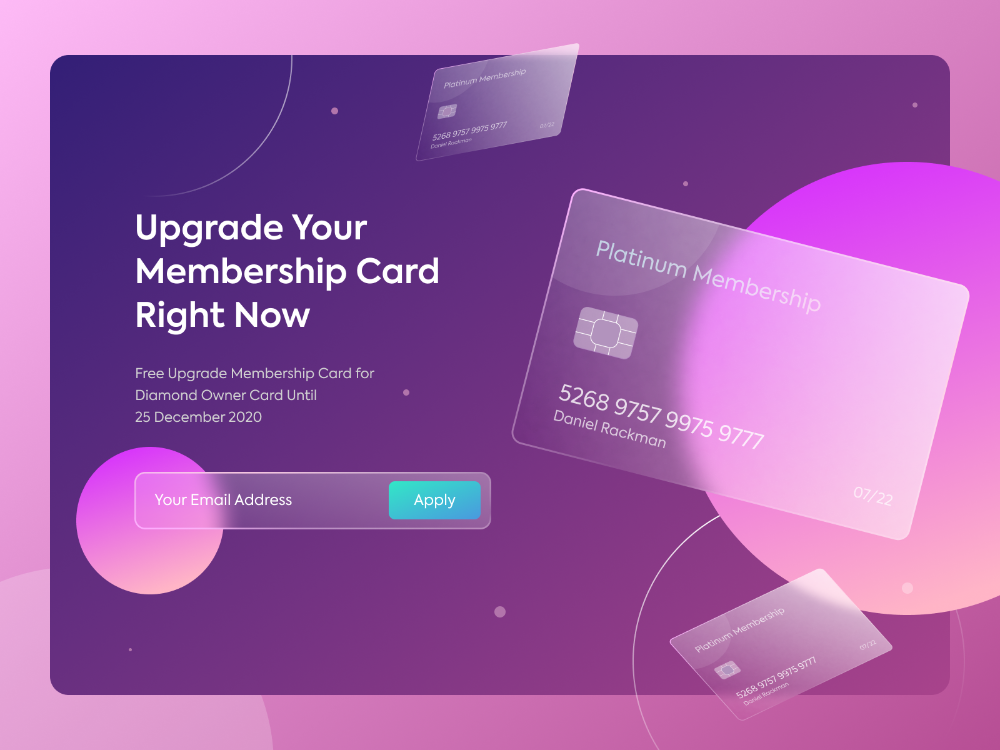 Platinum Membership
5268 9757 9975 9777
07/22
Daniel Rackman
Upgrade Your
Membership Card
Right Now
Free Upgrade Membership Card for
Diamond Owner Card Until
25 December 2020
Your Email Address
Apply
Platinum Membership
5268 9757 9975 9777
Daniel Rackman
07/22
Platinum Membership
5268 9757 9975 9777
07/22
Daniel Rackman